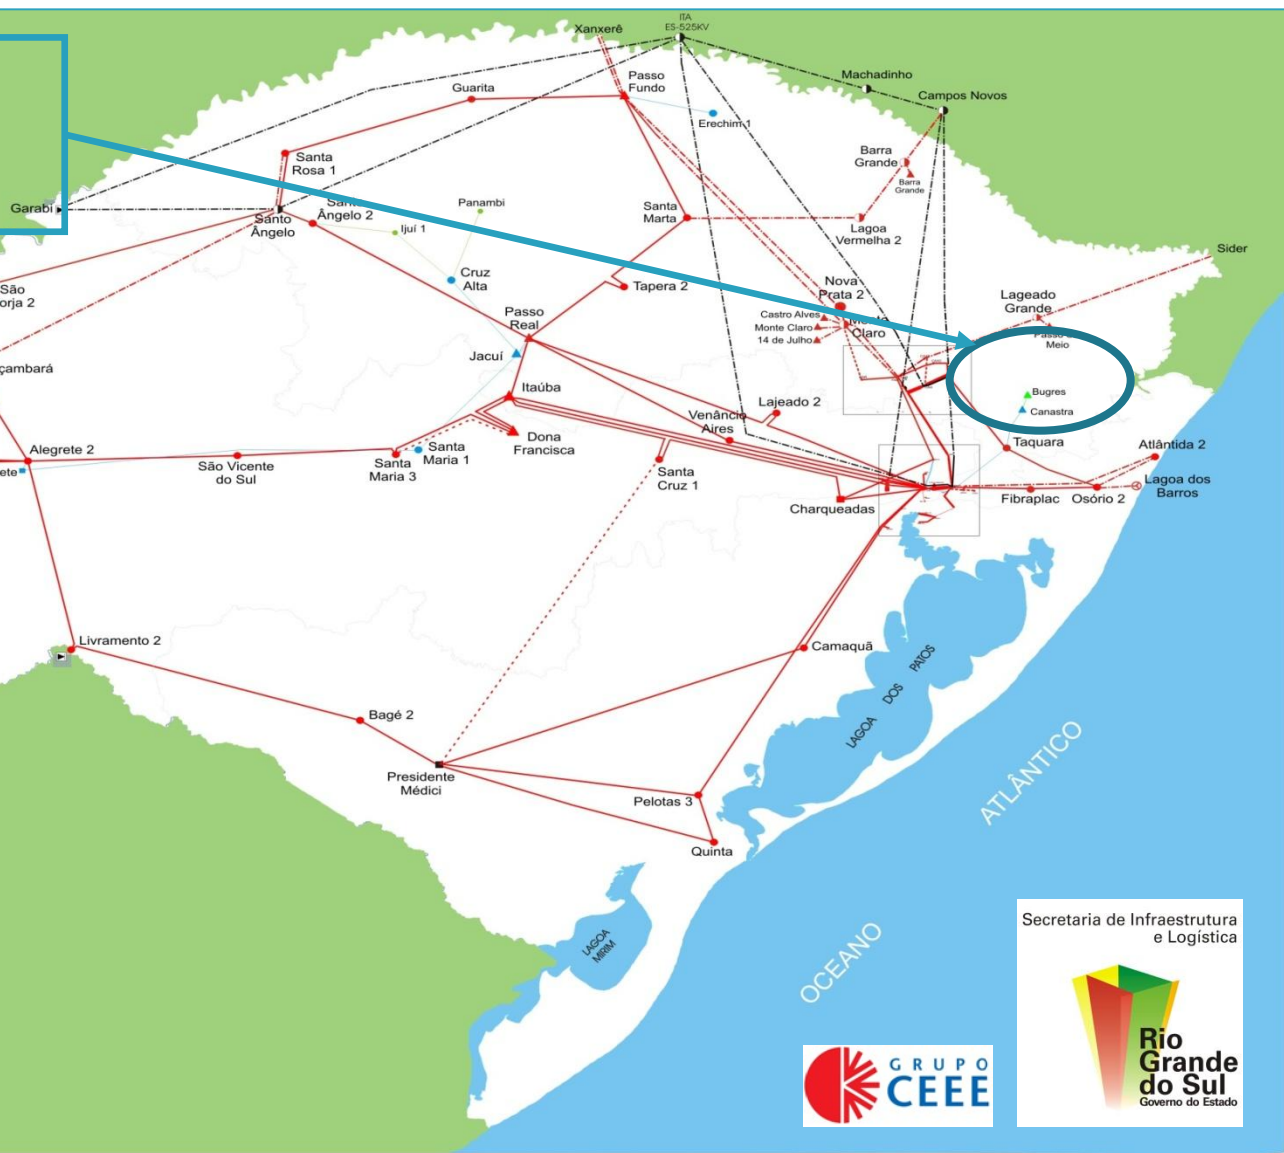 ITA
ES-525KV
Xanxerê
Passo
Fundo
Machadinho
Campos Novos
Guarita
Erechim 1
Barra
Grande
Barra
Grande
Santa
Rosa 1
Garabi
Santo
Ângelo
Ângelo 2
Panambi
Ijuí 1
Santa
Marta
Lagoa
Vermelha 2
Sider
São
orja 2
Cruz
Alta
Tapera 2
Nova
Prata 2
Lageado
Grande
Passo
Real
Castro Alves
Monte Claro
14 de Julho
Claro
Meio
çambará
Jacuí
Itaúba
Bugres
Canastra
Lajeado 2
Venâncio
Aires
Dona
Francisca
Taquara
Atlântida 2
Alegrete 2
ete
São Vicente
do Sul
Santa
Maria 3
Santa
Maria 1
Santa
Cruz 1
Charqueadas
Fibraplac
Osório 2
Lagoa dos
Barros
Livramento 2
Camaquã
LAGOA DOS PATOS
Bagé 2
Presidente
Médici
Pelotas 3
Quinta
LAGOA
MIRIM
OCEANO ATLÂNTICO
Secretaria de Infraestrutura
e Logística
Rio
Grande
do Sul
Governo do Estado
GRUPO
CEEE